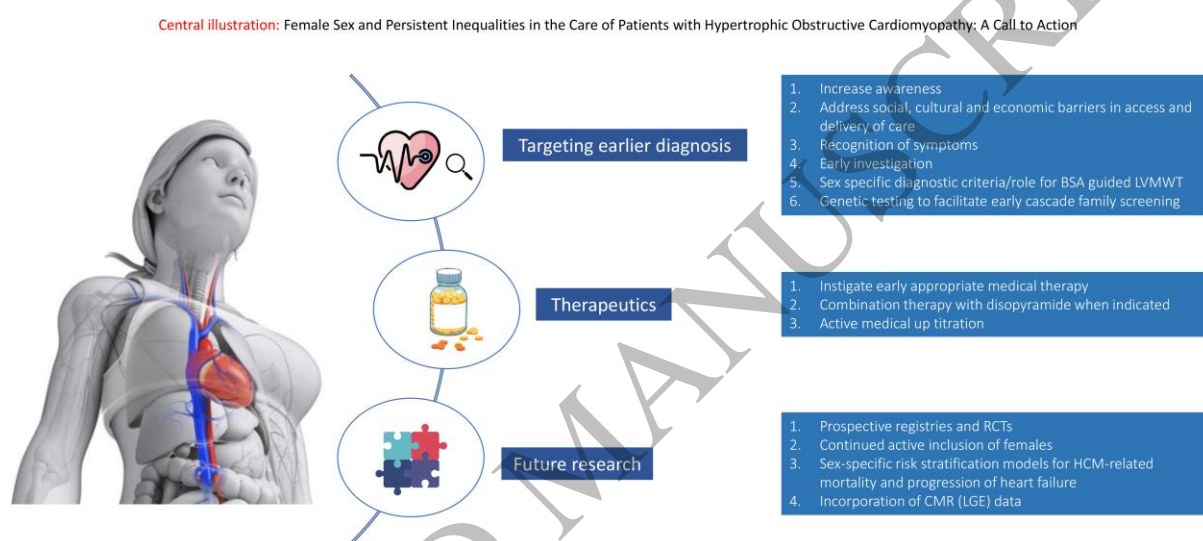 Central illustration: Female Sex and Persistent Inequalities in the Care of Patients with Hypertrophic Obstructive Cardiomyopathy: A Call to Action
Targeting earlier diagnosis
1. Increase awareness
2. Address social, cultural and economic barriers in access and
delivery of care
3. Recognition of symptoms
4. Early investigation
5. Sex specific diagnostic criteria/role for BSA guided LVMWT
6. Genetic testing to facilitate early cascade family screening
Therapeutics
1. Instigate early appropriate medical therapy
2. Combination therapy with disopyramide when indicated
3. Active medical up titration
Future research
1. Prospective registries and RCTs
2. Continued active inclusion of females
3. Sex-specific risk stratification models for HCM-related
mortality and progression of heart failure
4. Incorporation of CMR (LGE) data
D MANUSCRI